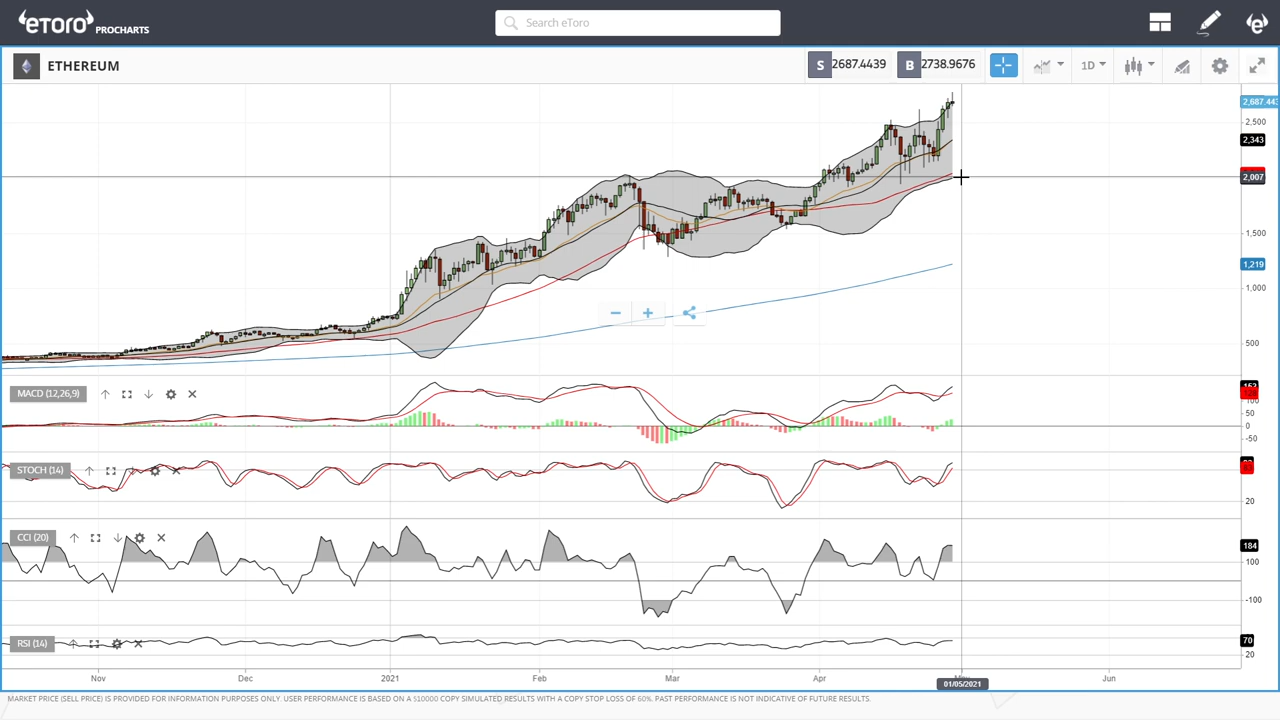 eToro PROCHARTS
Search eToro
ETHEREUM
S 2687.4439
B 2738.9676
1D
2,687.443
2,500
2,343
2,007
1,500
1,219
1,000
500
MACD (12,26,9)
100
50
0
-50
STOCH (14)
20
CCI (20)
184
100
-100
RSI (14)
70
20
Nov Dec 2021 Feb Mar Apr Jun
01/05/2021
MARKET PRICE (SELL PRICE) IS PROVIDED FOR INFORMATION PURPOSES ONLY. USER PERFORMANCE IS BASED ON A $10000 COPY SIMULATED RESULTS WITH A COPY STOP LOSS OF 60%. PAST PERFORMANCE IS NOT INDICATIVE OF FUTURE RESULTS.